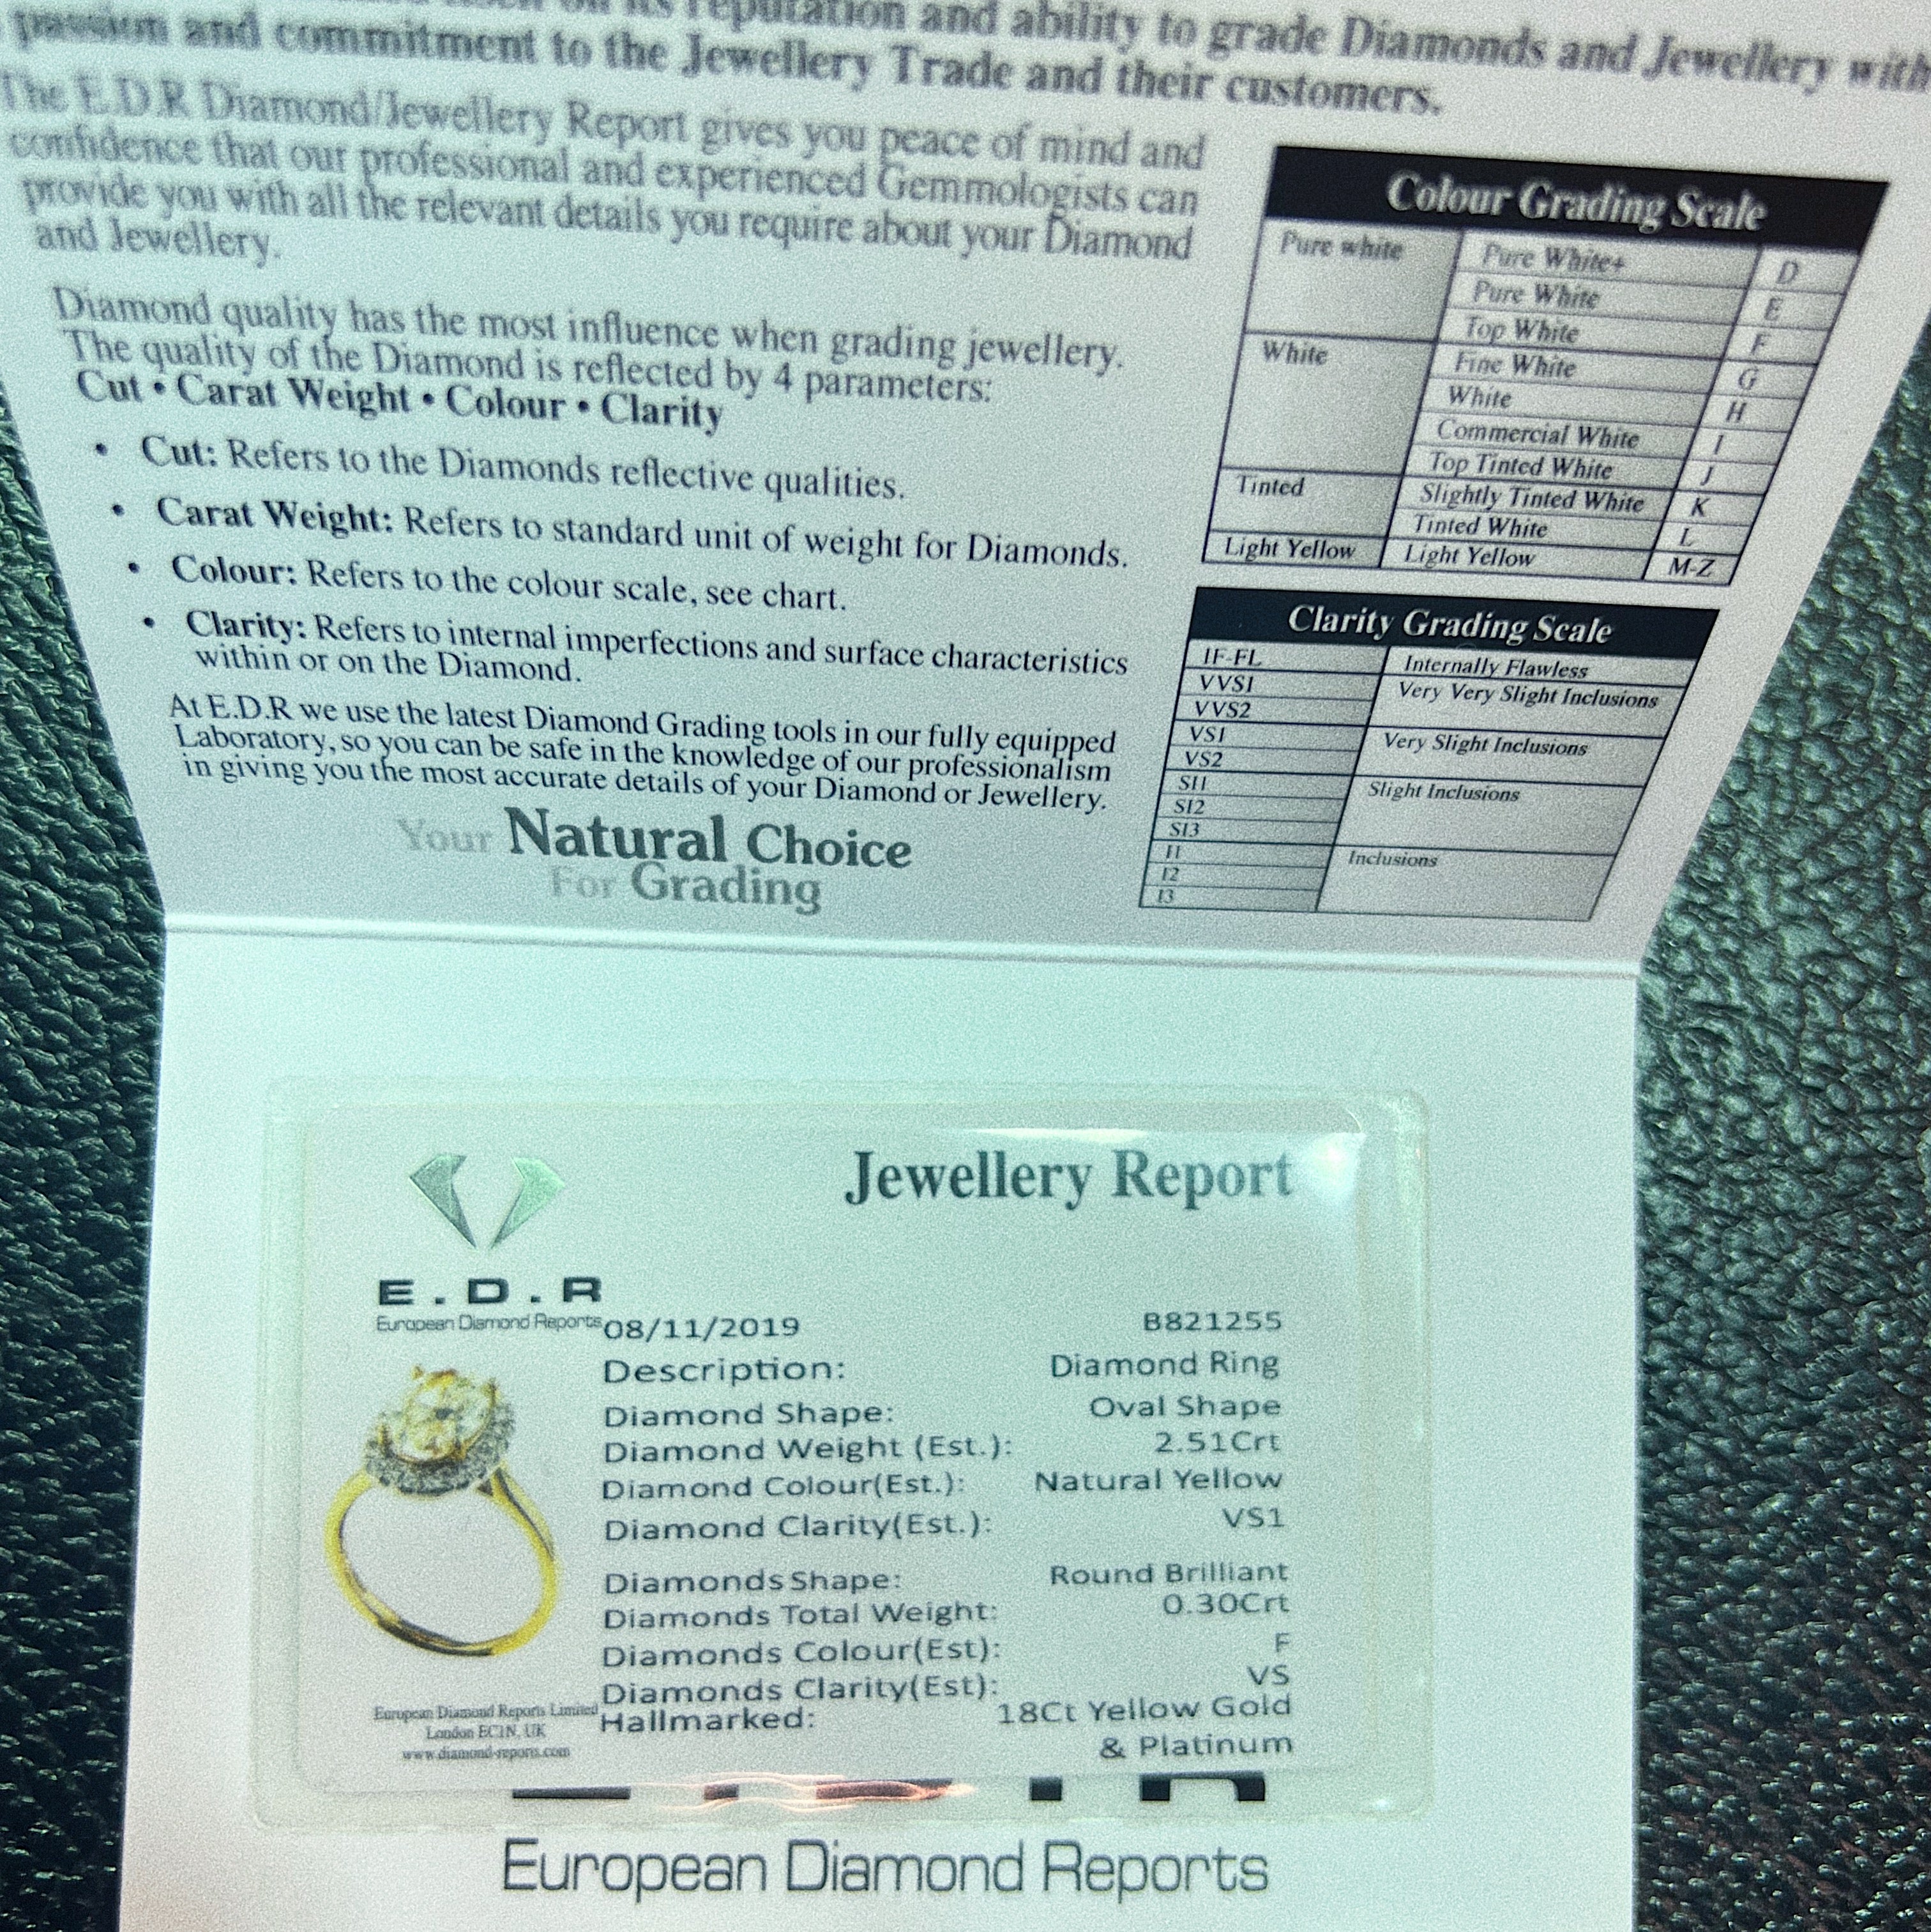 on its reputation and ability to grade Diamonds and Jewellery with
passion and commitment to the Jewellery Trade and their customers.
The E.D.R Diamond/Jewellery Report gives you peace of mind and
confidence that our professional and experienced Gemmologists can
provide you with all the relevant details you require about your Diamond
and Jewellery.
Diamond quality has the most influence when grading jewellery.
The quality of the Diamond is reflected by 4 parameters:
Cut • Carat Weight • Colour • Clarity
• Cut: Refers to the Diamonds reflective qualities.
• Carat Weight: Refers to standard unit of weight for Diamonds.
• Colour: Refers to the colour scale, see chart.
• Clarity: Refers to internal imperfections and surface characteristics
within or on the Diamond.
At E.D.R we use the latest Diamond Grading tools in our fully equipped
Laboratory, so you can be safe in the knowledge of our professionalism
in giving you the most accurate details of your Diamond or Jewellery.
Your Natural Choice
For Grading
Colour Grading Scale
Pure white Pure White+ D
Pure White E
Top White F
White Fine White G
White H
Commercial White I
Top Tinted White J
Tinted Slightly Tinted White K
Tinted White L
Light Yellow Light Yellow M-Z
Clarity Grading Scale
IF-FL Internally Flawless
VVS1 Very Very Slight Inclusions
VVS2
VS1 Very Slight Inclusions
VS2
SI1 Slight Inclusions
SI2
SI3
I1 Inclusions
I2
I3
Jewellery Report
E.D.R
European Diamond Reports
08/11/2019 B821255
Description: Diamond Ring
Diamond Shape: Oval Shape
Diamond Weight (Est.): 2.51Crt
Diamond Colour(Est.): Natural Yellow
Diamond Clarity(Est.): VS1
Diamonds Shape: Round Brilliant
Diamonds Total Weight: 0.30Crt
Diamonds Colour(Est): F
Diamonds Clarity(Est): VS
Hallmarked: 18Ct Yellow Gold
& Platinum
European Diamond Reports Limited
London EC1N, UK
www.diamond-reports.com
European Diamond Reports